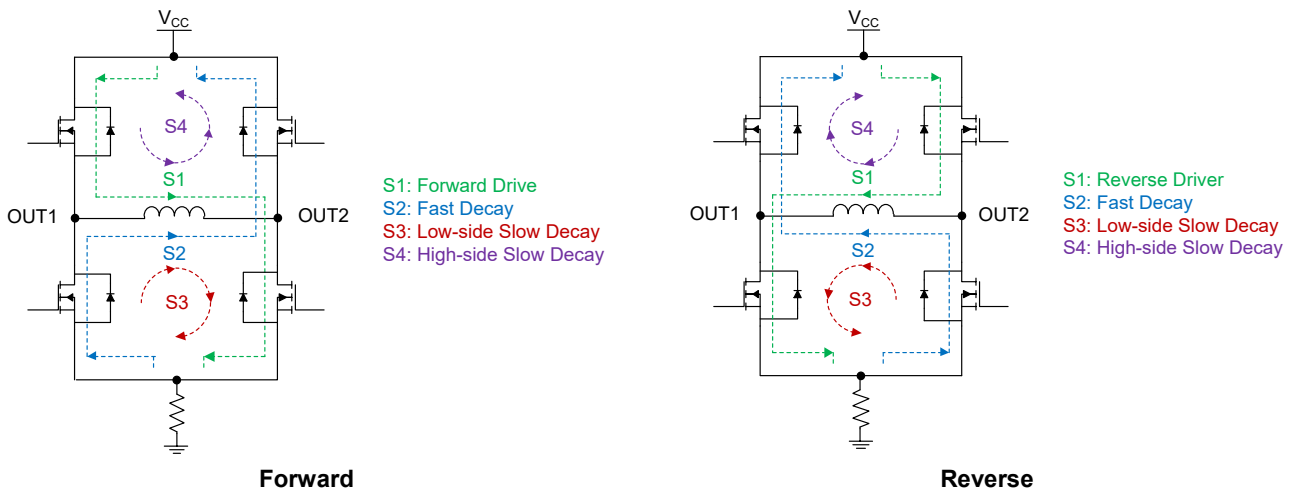 VCC
S4
S1
OUT1
OUT2
S2
S3
S1: Forward Drive
S2: Fast Decay
S3: Low-side Slow Decay
S4: High-side Slow Decay
Forward
VCC
S4
S1
OUT1
OUT2
S2
S3
S1: Reverse Driver
S2: Fast Decay
S3: Low-side Slow Decay
S4: High-side Slow Decay
Reverse